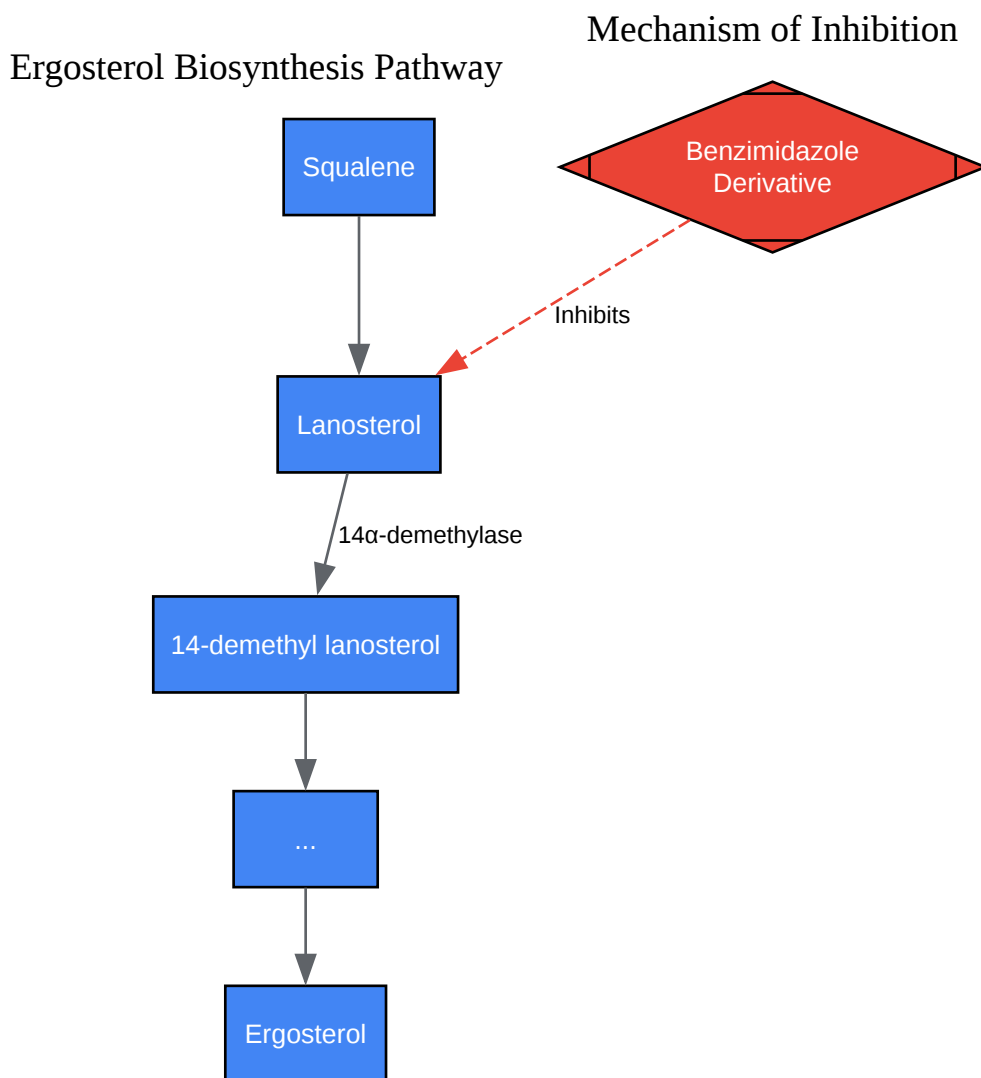 Mechanism of Inhibition
Ergosterol Biosynthesis Pathway
Squalene
Benzimidazole
Derivative
Inhibits
Lanosterol
14α-demethylase
14-demethyl lanosterol
...
Ergosterol